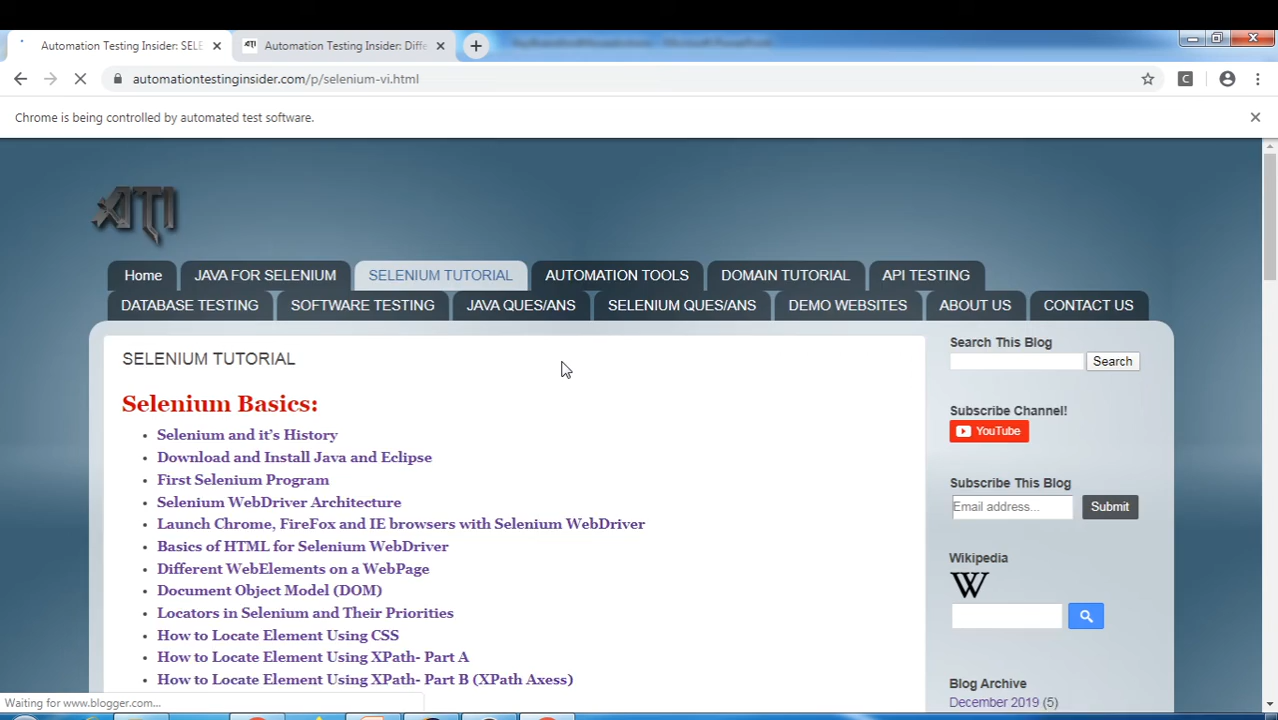 Automation Testing Insider: SELE
ATI Automation Testing Insider: Diffe
automationtestinginsider.com/p/selenium-vi.html
Chrome is being controlled by automated test software.
ATI
Home JAVA FOR SELENIUM SELENIUM TUTORIAL AUTOMATION TOOLS DOMAIN TUTORIAL API TESTING
DATABASE TESTING SOFTWARE TESTING JAVA QUES/ANS SELENIUM QUES/ANS DEMO WEBSITES ABOUT US CONTACT US
SELENIUM TUTORIAL
Selenium Basics:
• Selenium and it's History
• Download and Install Java and Eclipse
• First Selenium Program
• Selenium WebDriver Architecture
• Launch Chrome, FireFox and IE browsers with Selenium WebDriver
• Basics of HTML for Selenium WebDriver
• Different WebElements on a WebPage
• Document Object Model (DOM)
• Locators in Selenium and Their Priorities
• How to Locate Element Using CSS
• How to Locate Element Using XPath- Part A
• How to Locate Element Using XPath- Part B (XPath Axess)
Search This Blog
Search
Subscribe Channel!
YouTube
Subscribe This Blog
Email address... Submit
Wikipedia
W
Blog Archive
December 2019 (5)
Waiting for www.blogger.com...